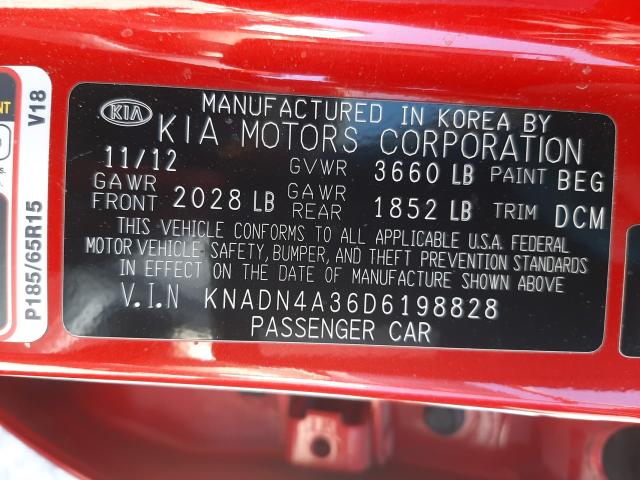 MANUFACTURED IN KOREA BY
KIA KIA MOTORS CORPORATION
11/12 GVWR 3660 LB PAINT BEG
GAWR FRONT 2028 LB GAWR REAR 1852 LB TRIM DCM
THIS VEHICLE CONFORMS TO ALL APPLICABLE U.S.A. FEDERAL
MOTOR VEHICLE SAFETY, BUMPER, AND THEFT PREVENTION STANDARDS
IN EFFECT ON THE DATE OF MANUFACTURE SHOWN ABOVE
V.I.N KNADN4A36D6198828
PASSENGER CAR
V18
P185/65R15